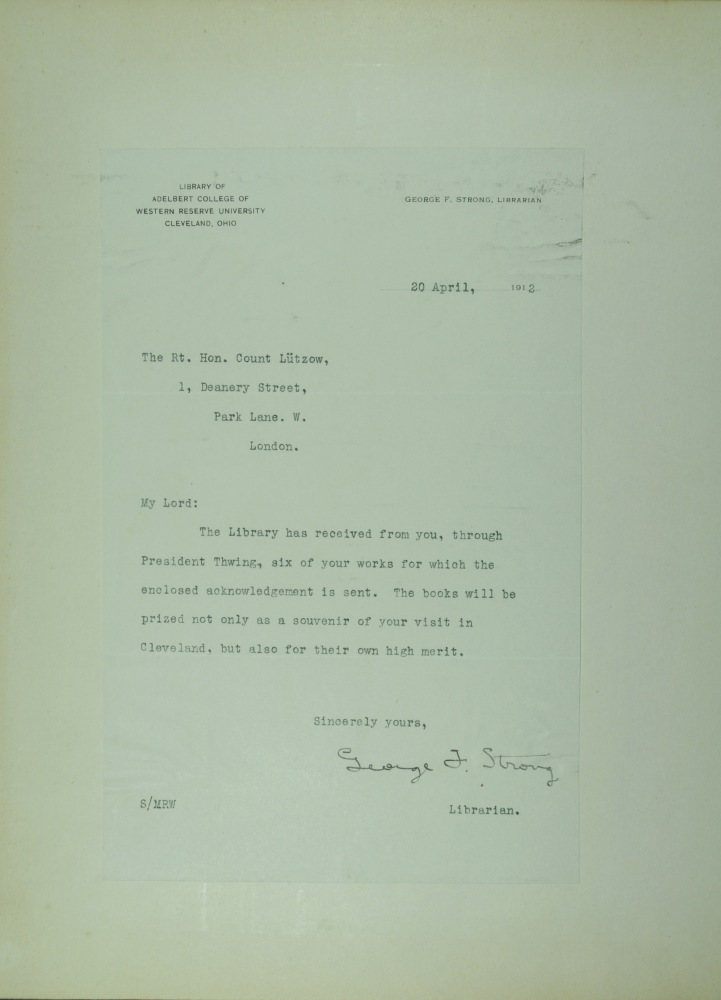 LIBRARY OF
ADELBERT COLLEGE OF
WESTERN RESERVE UNIVERSITY
CLEVELAND, OHIO
GEORGE F. STRONG, LIBRARIAN
20 April, 1912
The Rt. Hon. Count Lützow,
1, Deanery Street,
Park Lane. W.
London.
My Lord:
The Library has received from you, through
President Thwing, six of your works for which the
enclosed acknowledgement is sent. The books will be
prized not only as a souvenir of your visit in
Cleveland, but also for their own high merit.
Sincerely yours,
George F. Strong
S/MRW
Librarian.